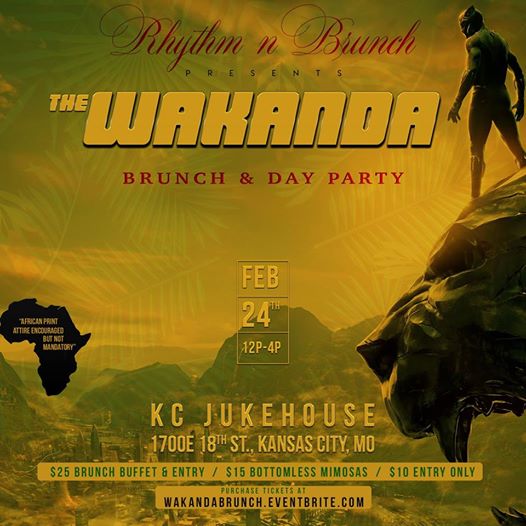 Rhythm n Brunch
PRESENTS
THE WAKANDA
BRUNCH & DAY PARTY
FEB
24TH
12P-4P
"AFRICAN PRINT
ATTIRE ENCOURAGED
BUT NOT
MANDATORY"
KC JUKEHOUSE
1700E 18TH ST., KANSAS CITY, MO
$25 BRUNCH BUFFET & ENTRY / $15 BOTTOMLESS MIMOSAS / $10 ENTRY ONLY
PURCHASE TICKETS AT
WAKANDABRUNCH.EVENTBRITE.COM